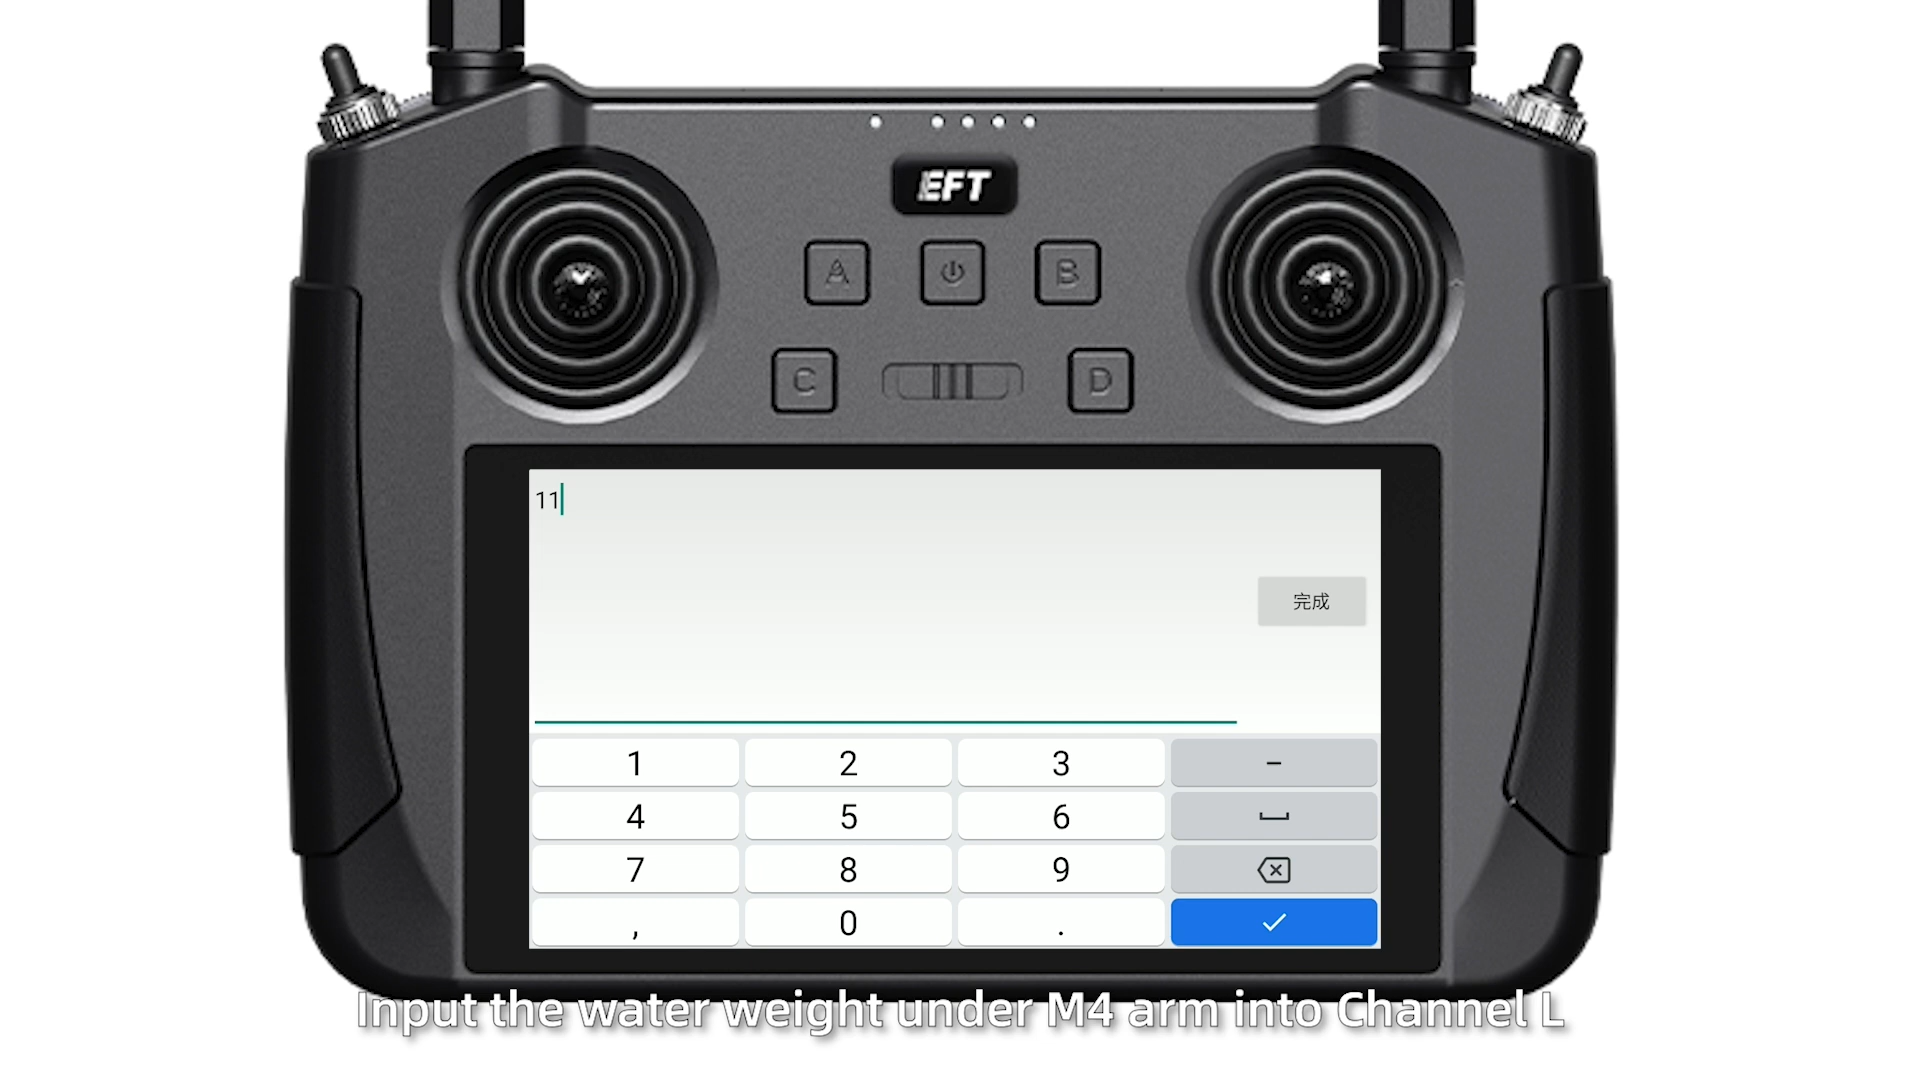 EFT
A
B
C
D
11
完成
1 2 3 -
4 5 6
7 8 9
, 0 .
Input the water weight under M4 arm into Channel L